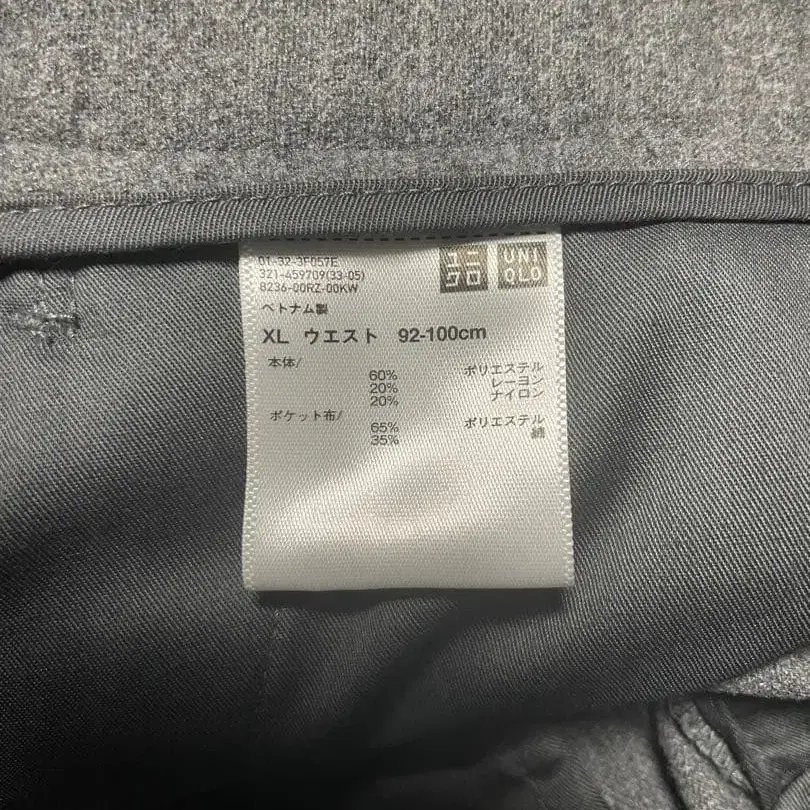 01-32-3F057E
321-459709(33-05)
8236-00RZ-00KW
ユニクロ
UNIQLO
ベトナム製
XL ウエスト 92-100cm
本体/
60% ポリエステル
20% レーヨン
20% ナイロン
ポケット布/
65% ポリエステル
35% 綿